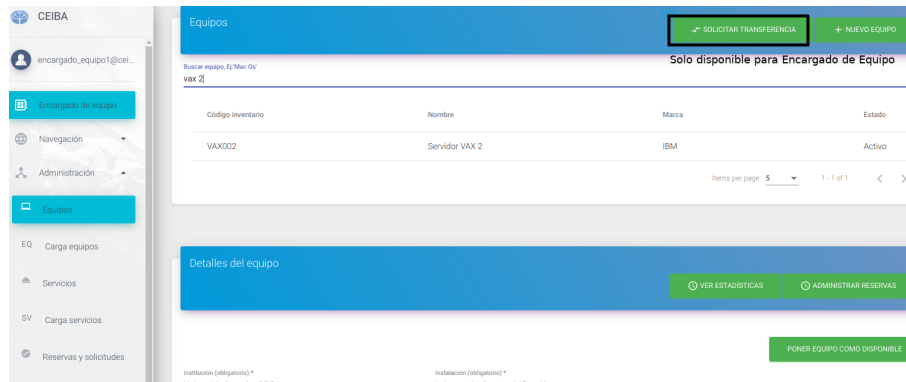 CEIBA
encargado_equipo1@cei...
Encargado de equipo
Navegación
Administración
Equipos
EQ Carga equipos
Servicios
SV Carga servicios
Reservas y solicitudes
Equipos
SOLICITAR TRANSFERENCIA
+ NUEVO EQUIPO
Solo disponible para Encargado de Equipo
Buscar equipo, Ej:'Mac Os'
vax 2
Código inventario Nombre Marca Estado
VAX002 Servidor VAX 2 IBM Activo
Items per page: 5 1 - 1 of 1
Detalles del equipo
VER ESTADÍSTICAS
ADMINISTRAR RESERVAS
PONER EQUIPO COMO DISPONIBLE
Institución (obligatorio) * Instalación (obligatorio) *